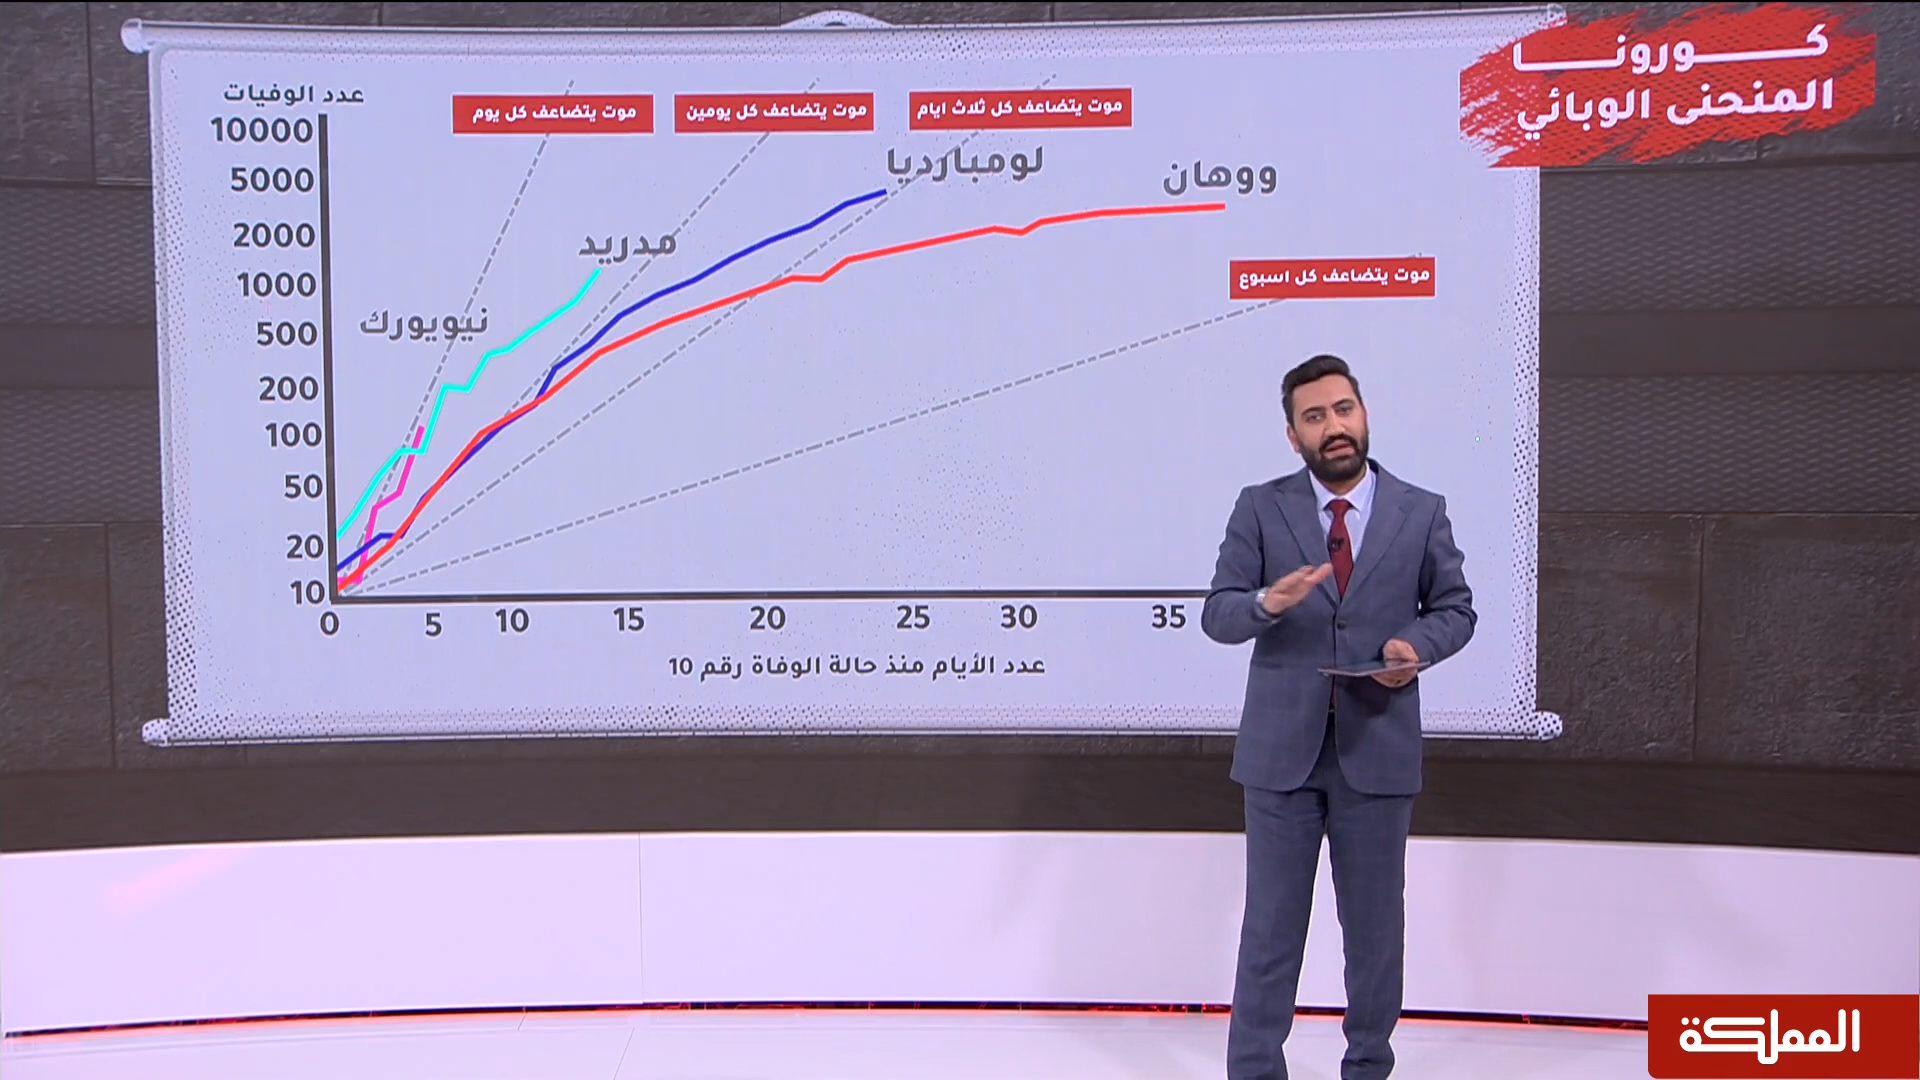 كورونا
المنحنى الوبائي
عدد الوفيات
موت يتضاعف كل يوم
موت يتضاعف كل يومين
موت يتضاعف كل ثلاث ايام
موت يتضاعف كل اسبوع
لومبارديا
ووهان
مدريد
نيويورك
10000
5000
2000
1000
500
200
100
50
20
10
0 5 10 15 20 25 30 35
عدد الأيام منذ حالة الوفاة رقم 10
المملكة